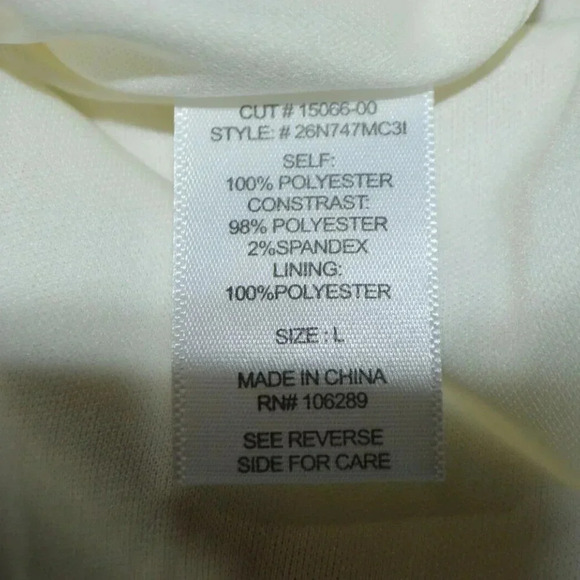 CUT # 15066-00
STYLE: # 26N747MC3I
SELF:
100% POLYESTER
CONSTRAST:
98% POLYESTER
2%SPANDEX
LINING:
100%POLYESTER
SIZE : L
MADE IN CHINA
RN# 106289
SEE REVERSE
SIDE FOR CARE